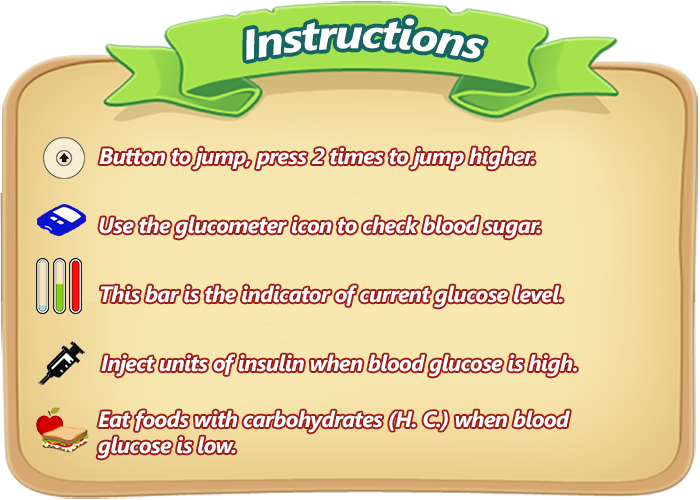 Instructions
Button to jump, press 2 times to jump higher.
Use the glucometer icon to check blood sugar.
This bar is the indicator of current glucose level.
Inject units of insulin when blood glucose is high.
Eat foods with carbohydrates (H. C.) when blood
glucose is low.